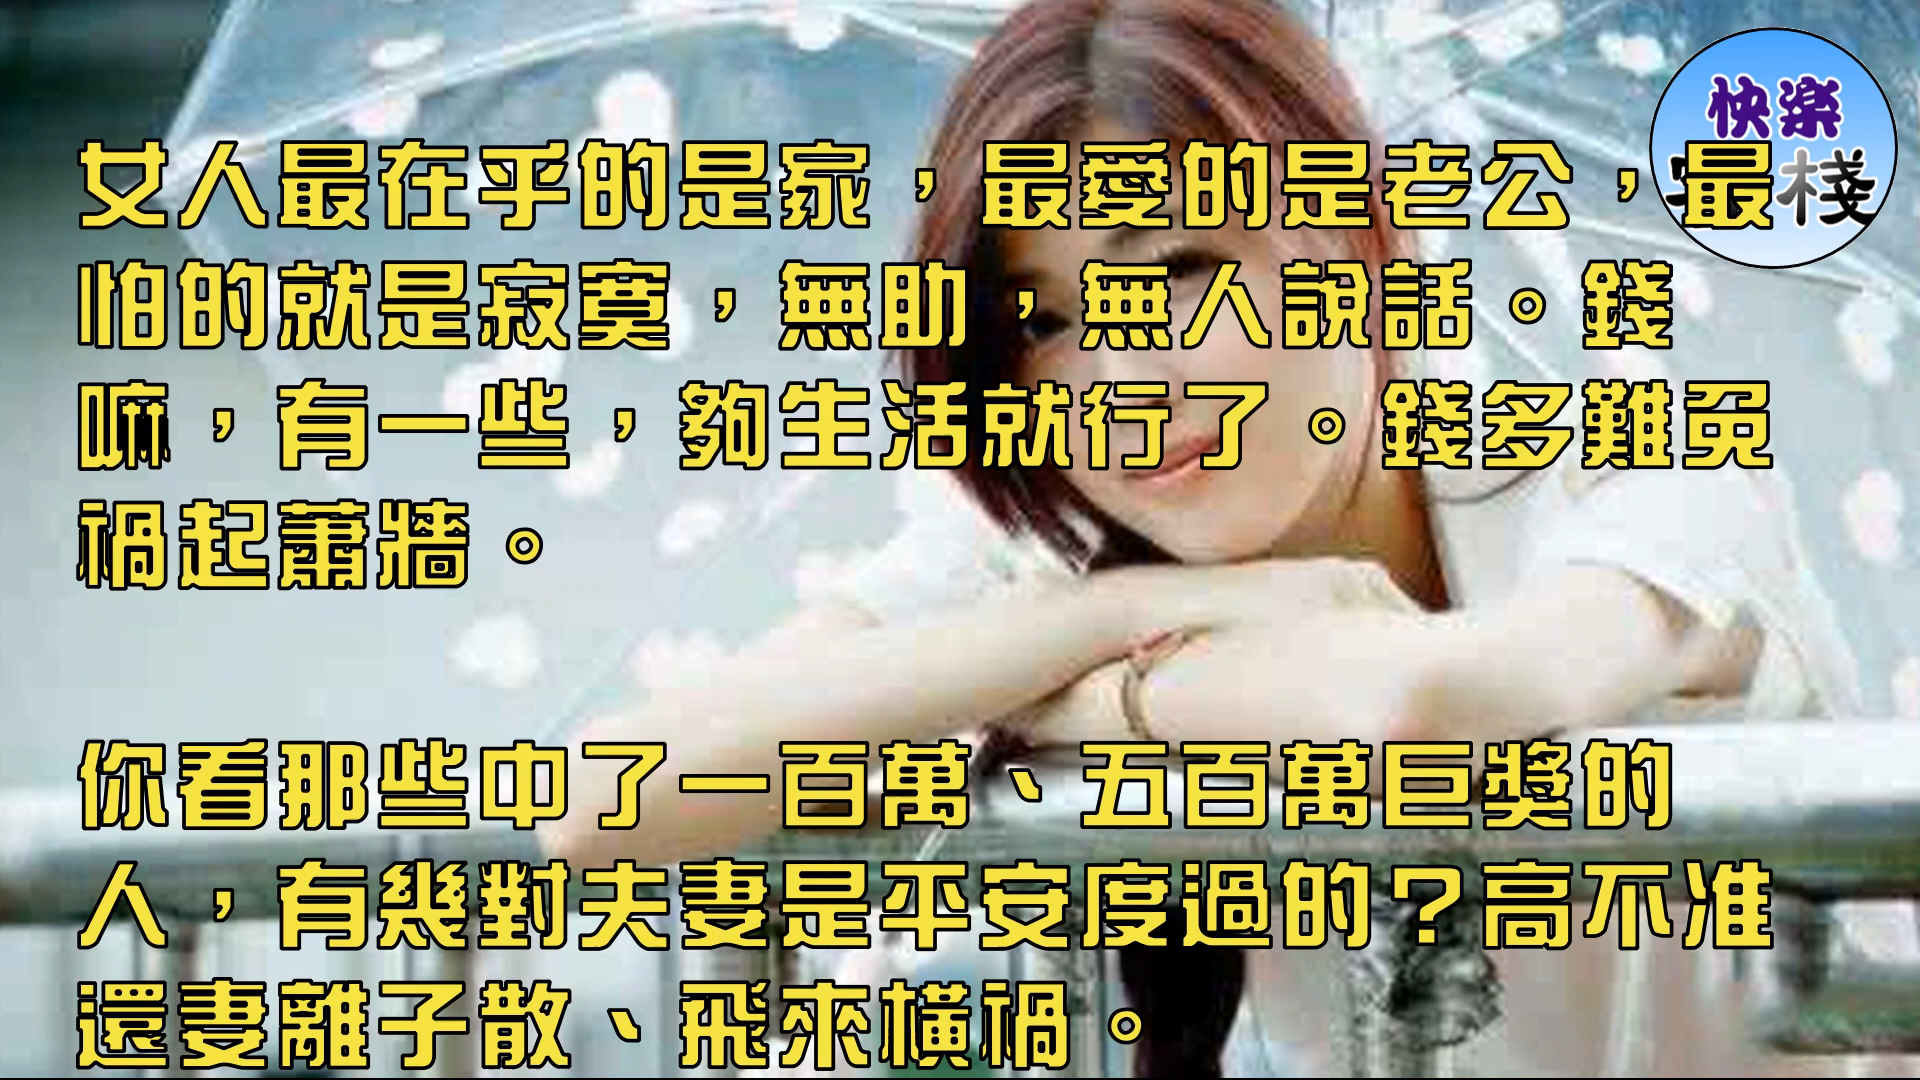 快樂
棧
女人最在乎的是家，最愛的是老公，最
怕的就是寂寞，無助，無人說話。錢
嘛，有一些，夠生活就行了。錢多難免
禍起蕭牆。
你看那些中了一百萬、五百萬巨獎的
人，有幾對夫妻是平安度過的？高不准
還妻離子散、飛來橫禍。